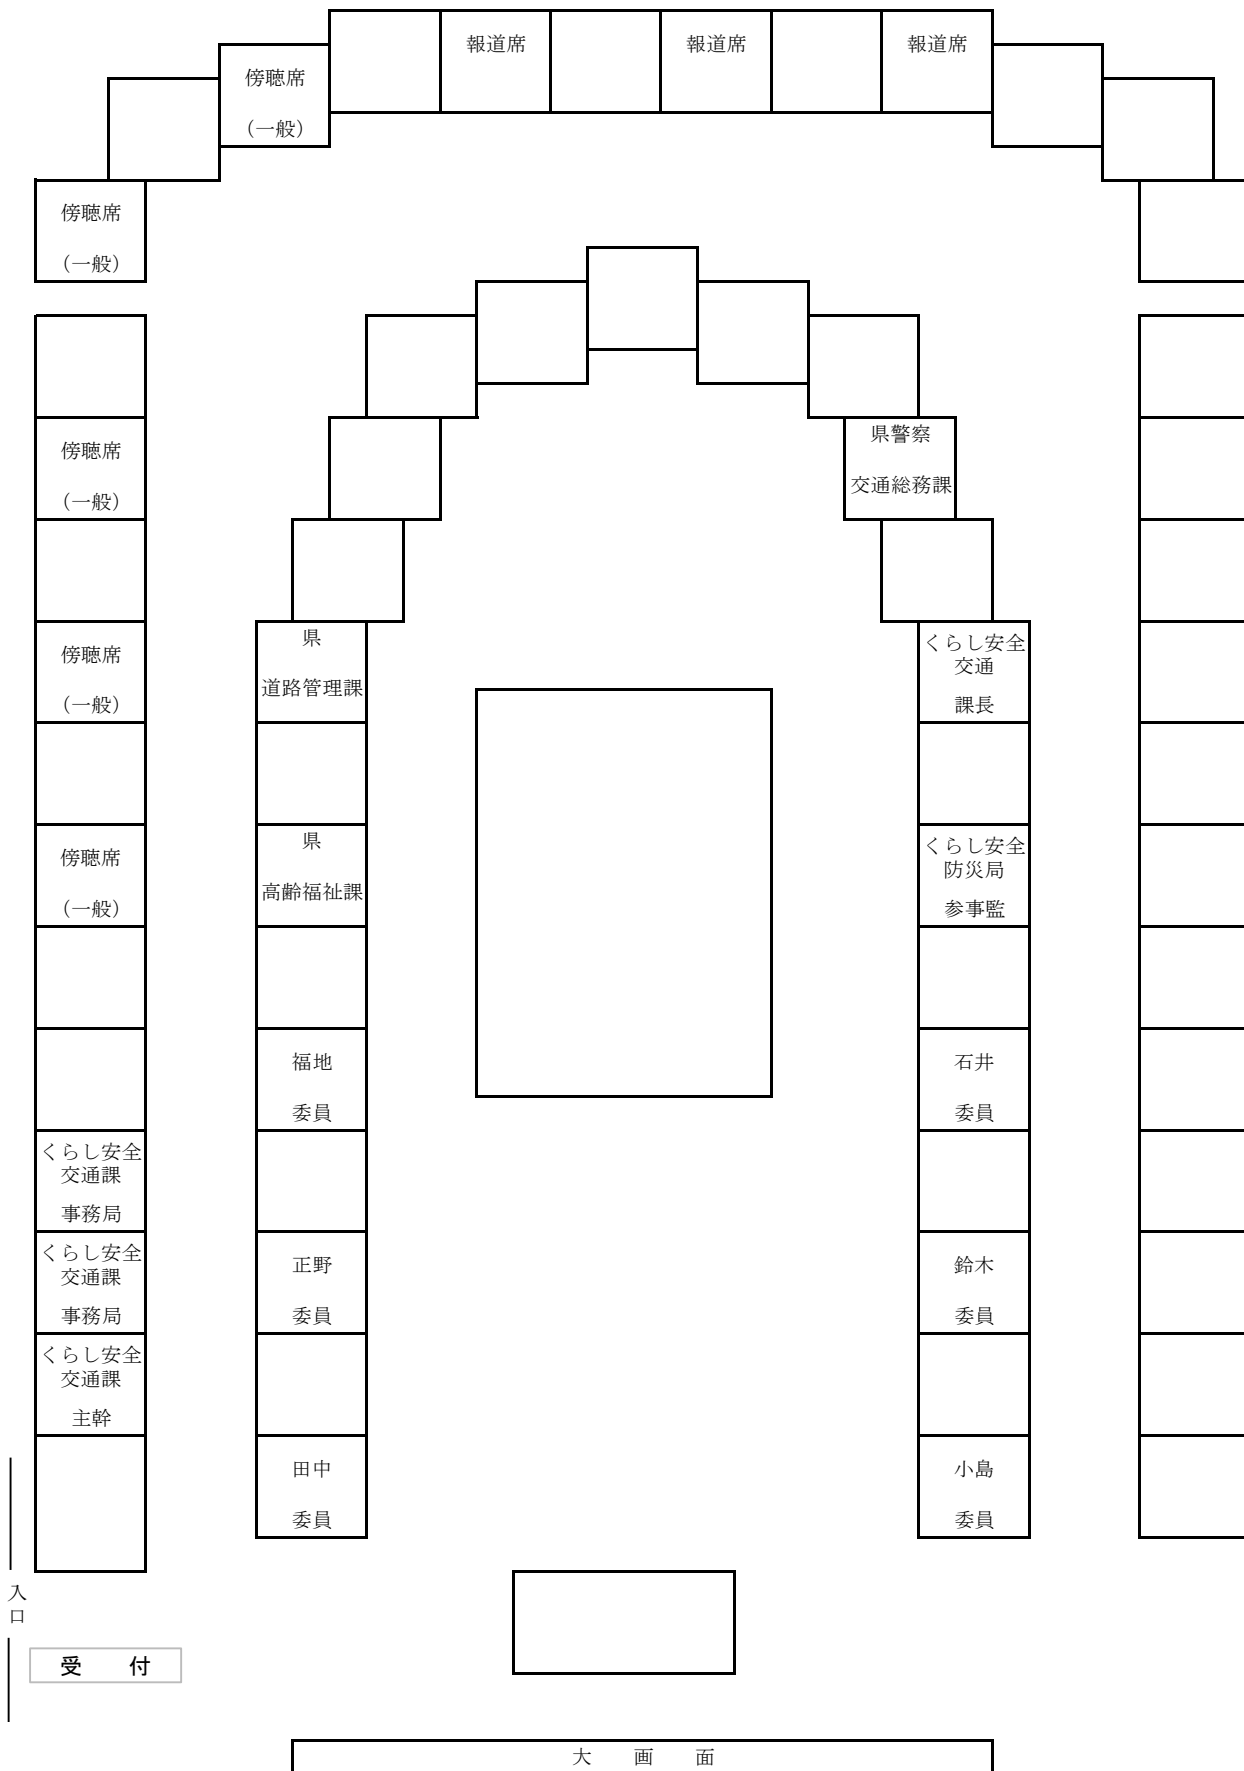 報道席
報道席
報道席
傍聴席
（一般）
傍聴席
（一般）
傍聴席
（一般）
県警察
交通総務課
傍聴席
（一般）
県
道路管理課
くらし安全
交通
課長
傍聴席
（一般）
県
高齢福祉課
くらし安全
防災局
参事監
福地
委員
石井
委員
くらし安全
交通課
事務局
くらし安全
交通課
事務局
正野
委員
鈴木
委員
くらし安全
交通課
主幹
田中
委員
小島
委員
入口
受　付
大　画　面